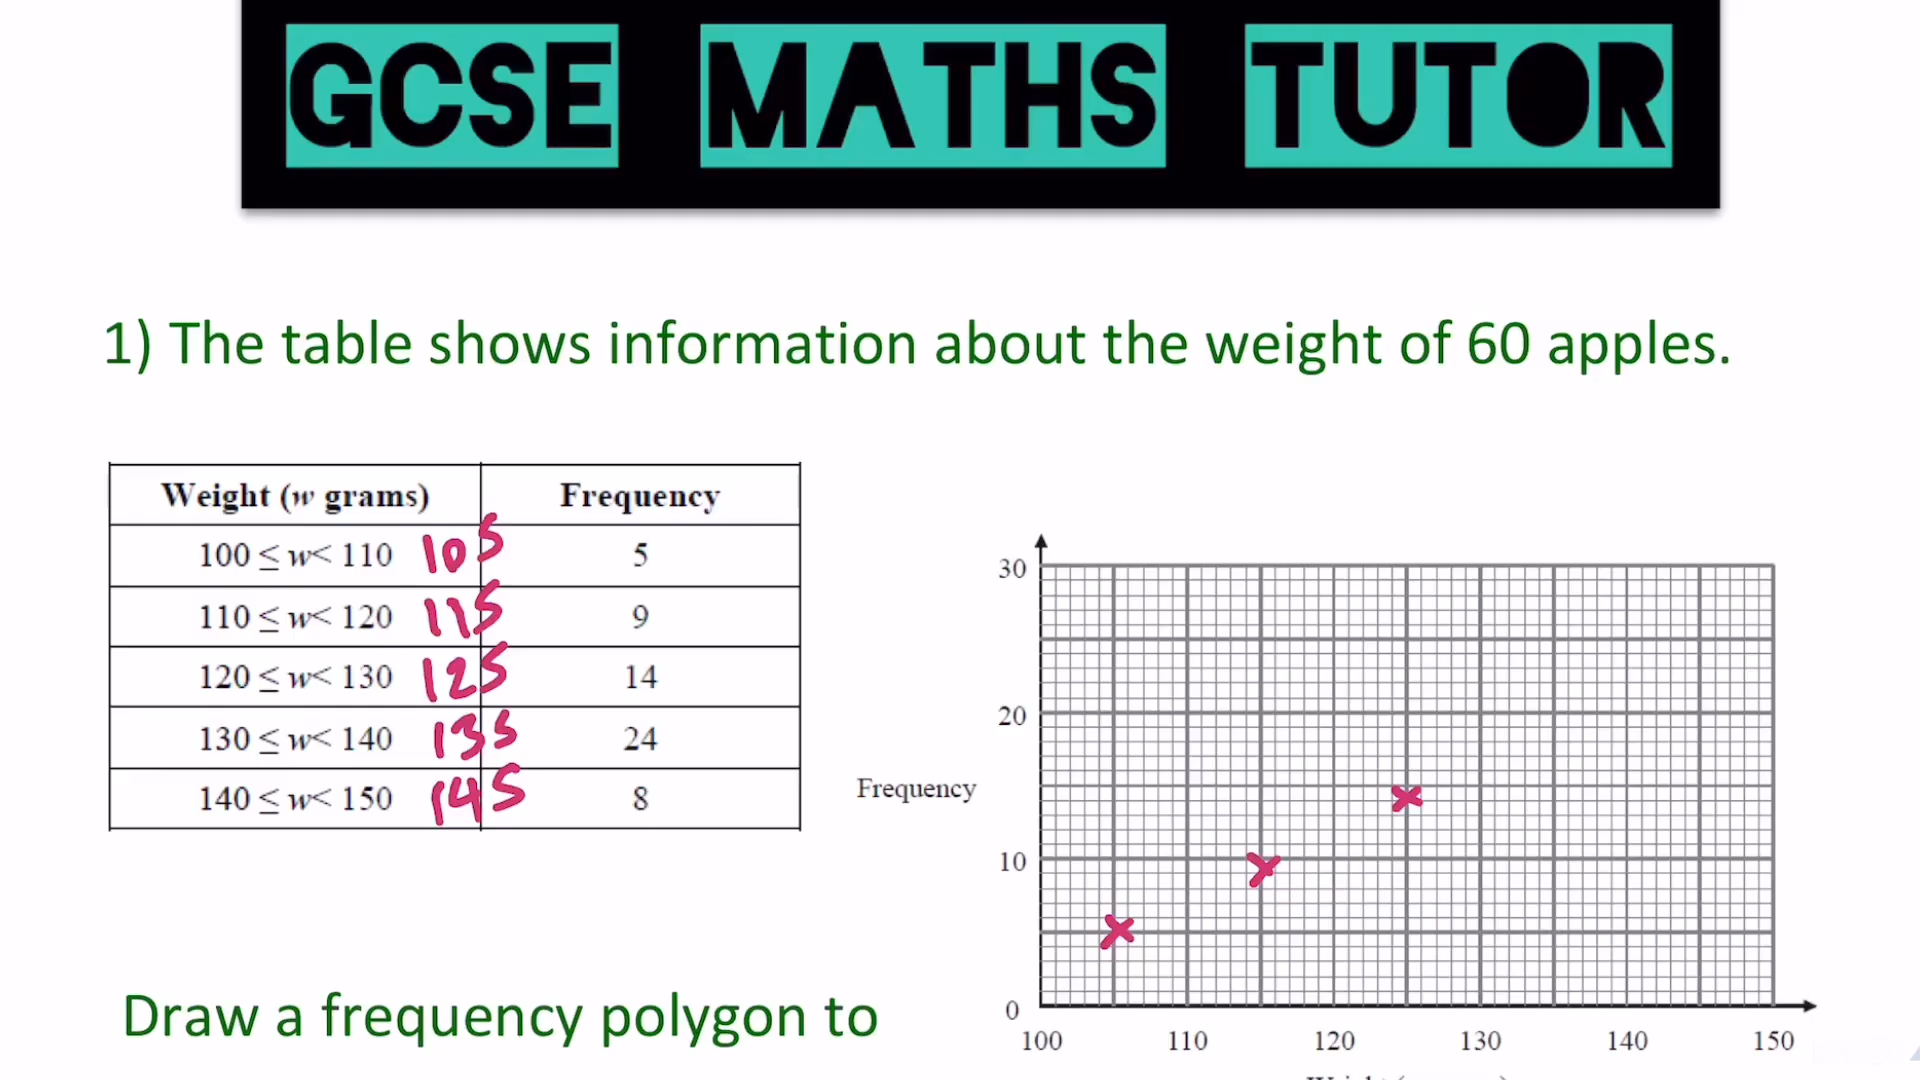 GCSE MATHS TUTOR
1) The table shows information about the weight of 60 apples.
Weight (w grams) Frequency
100 ≤ w< 110 105 5
110 ≤ w< 120 115 9
120 ≤ w< 130 125 14
130 ≤ w< 140 135 24
140 ≤ w< 150 145 8
30
20
Frequency
10
0
100 110 120 130 140 150
Draw a frequency polygon to